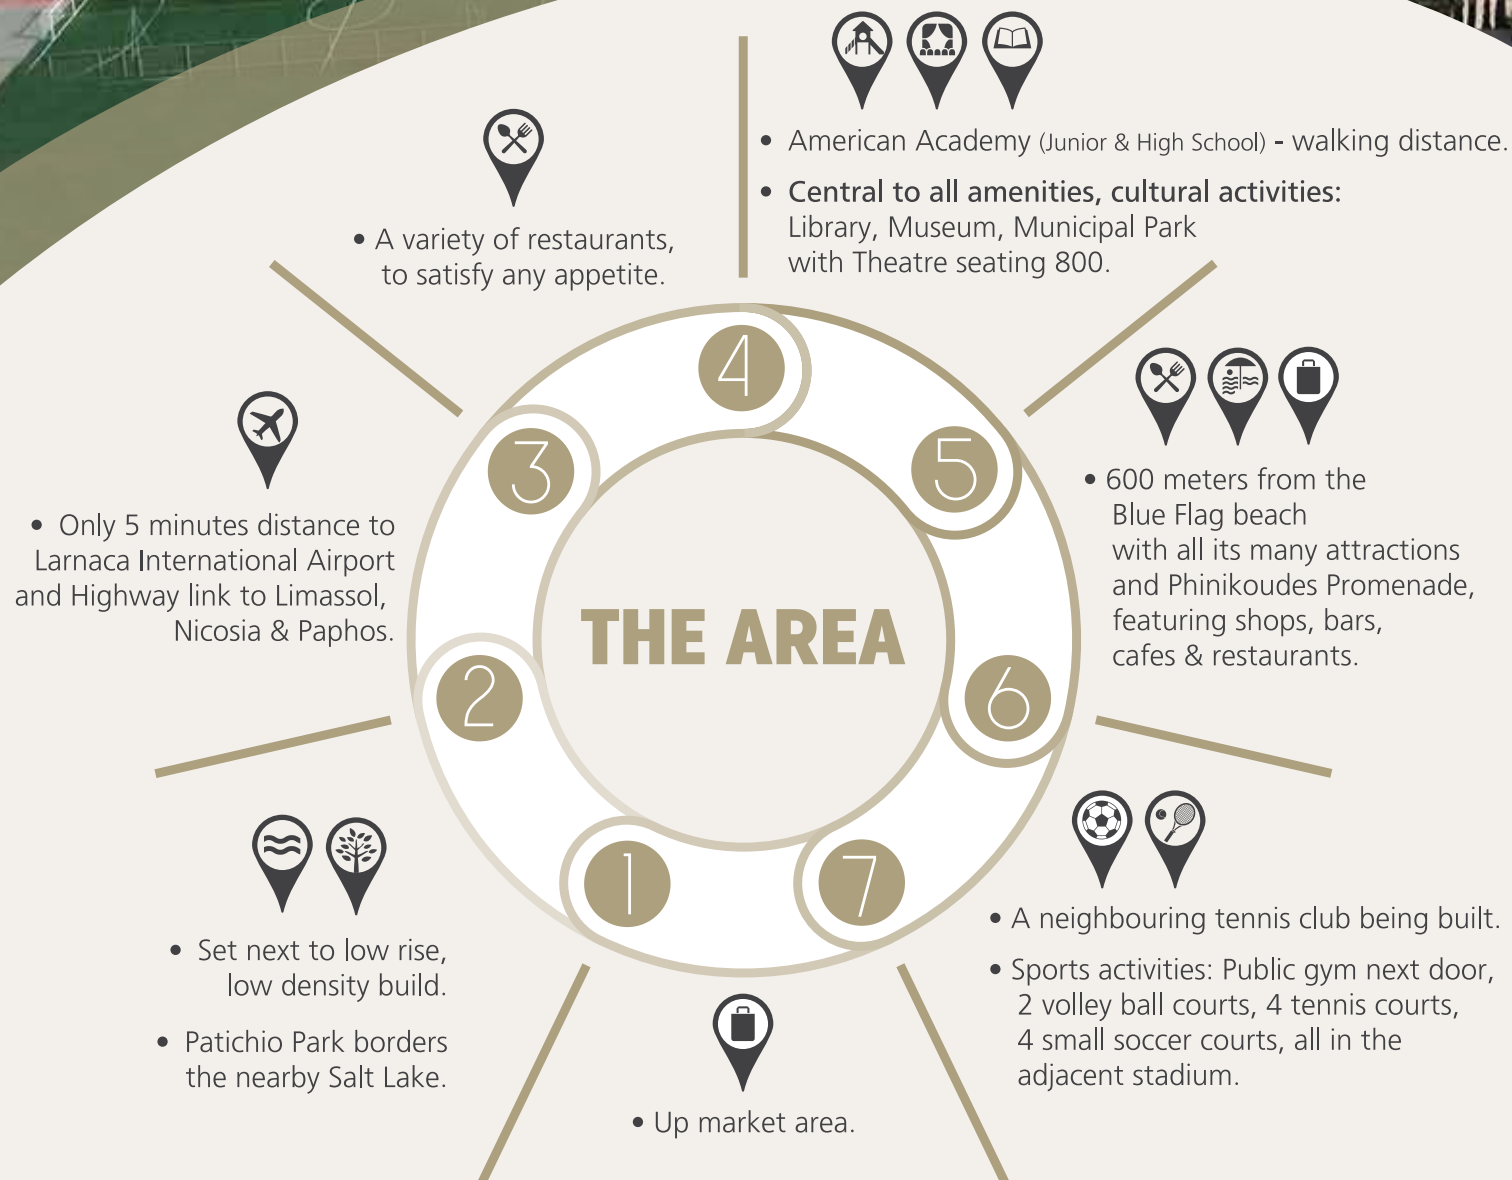 • American Academy (Junior & High School) - walking distance.
• Central to all amenities, cultural activities:
Library, Museum, Municipal Park
with Theatre seating 800.
• A variety of restaurants,
to satisfy any appetite.
• Only 5 minutes distance to
Larnaca International Airport
and Highway link to Limassol,
Nicosia & Paphos.
4
3
5
THE AREA
2
6
1
7
• 600 meters from the
Blue Flag beach
with all its many attractions
and Phinikoudes Promenade,
featuring shops, bars,
cafes & restaurants.
• Set next to low rise,
low density build.
• Patichio Park borders
the nearby Salt Lake.
• Up market area.
• A neighbouring tennis club being built.
• Sports activities: Public gym next door,
2 volley ball courts, 4 tennis courts,
4 small soccer courts, all in the
adjacent stadium.